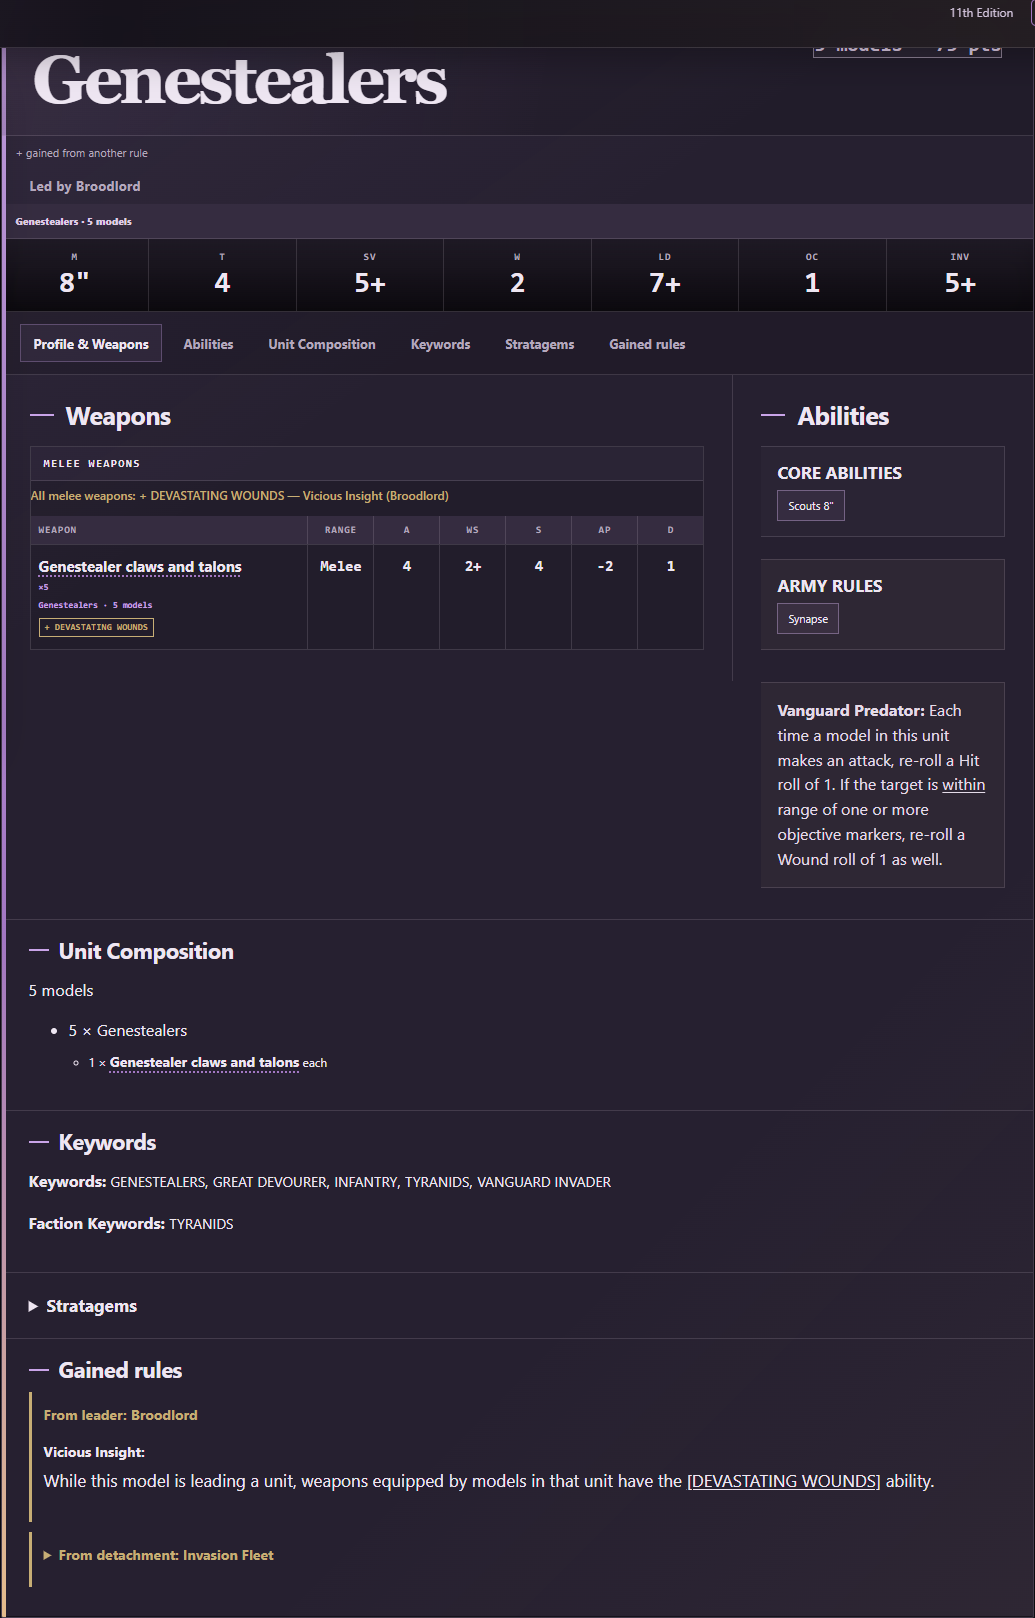 11th Edition
5 models 75 pts
Genestealers
+ gained from another rule
Led by Broodlord
Genestealers · 5 models
M T SV W LD OC INV
8" 4 5+ 2 7+ 1 5+
Profile & Weapons Abilities Unit Composition Keywords Stratagems Gained rules
Weapons
MELEE WEAPONS
All melee weapons: + DEVASTATING WOUNDS — Vicious Insight (Broodlord)
WEAPON RANGE A WS S AP D
Genestealer claws and talons Melee 4 2+ 4 -2 1
×5
Genestealers · 5 models
+ DEVASTATING WOUNDS
Abilities
CORE ABILITIES
Scouts 8"
ARMY RULES
Synapse
Vanguard Predator: Each
time a model in this unit
makes an attack, re-roll a Hit
roll of 1. If the target is within
range of one or more
objective markers, re-roll a
Wound roll of 1 as well.
Unit Composition
5 models
• 5 × Genestealers
◦ 1 × Genestealer claws and talons each
Keywords
Keywords: GENESTEALERS, GREAT DEVOURER, INFANTRY, TYRANIDS, VANGUARD INVADER
Faction Keywords: TYRANIDS
▶ Stratagems
Gained rules
From leader: Broodlord
Vicious Insight:
While this model is leading a unit, weapons equipped by models in that unit have the [DEVASTATING WOUNDS] ability.
▶ From detachment: Invasion Fleet